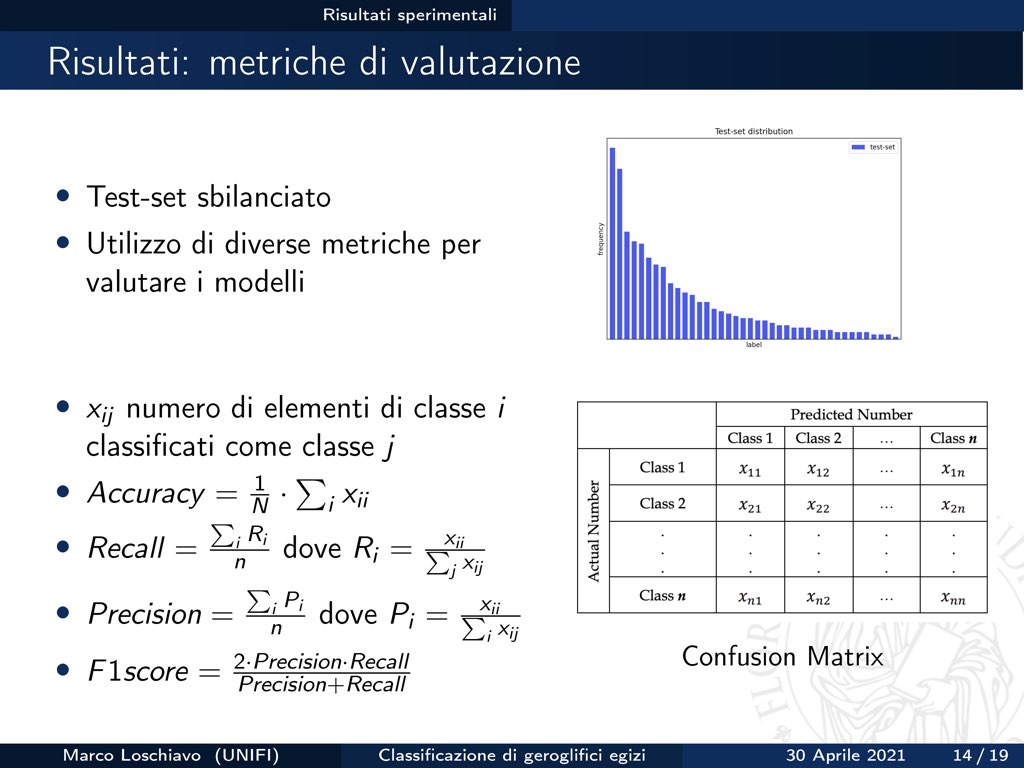 Risultati sperimentali
Risultati: metriche di valutazione
• Test-set sbilanciato
• Utilizzo di diverse metriche per
valutare i modelli
Test-set distribution
test-set
frequency
label
• x_{ij} numero di elementi di classe i
classificati come classe j
• Accuracy = \frac{1}{N} · \sum_i x_{ii}
• Recall = \frac{\sum_i R_i}{n} dove R_i = \frac{x_{ii}}{\sum_j x_{ij}}
• Precision = \frac{\sum_i P_i}{n} dove P_i = \frac{x_{ii}}{\sum_i x_{ij}}
• F1score = \frac{2·Precision·Recall}{Precision+Recall}
Predicted Number
Class 1 Class 2 ... Class n
Actual Number
Class 1 x_{11} x_{12} ... x_{1n}
Class 2 x_{21} x_{22} ... x_{2n}
. . . . .
. . . . .
. . . . .
Class n x_{n1} x_{n2} ... x_{nn}
Confusion Matrix
Marco Loschiavo (UNIFI) Classificazione di geroglifici egizi 30 Aprile 2021 14 / 19